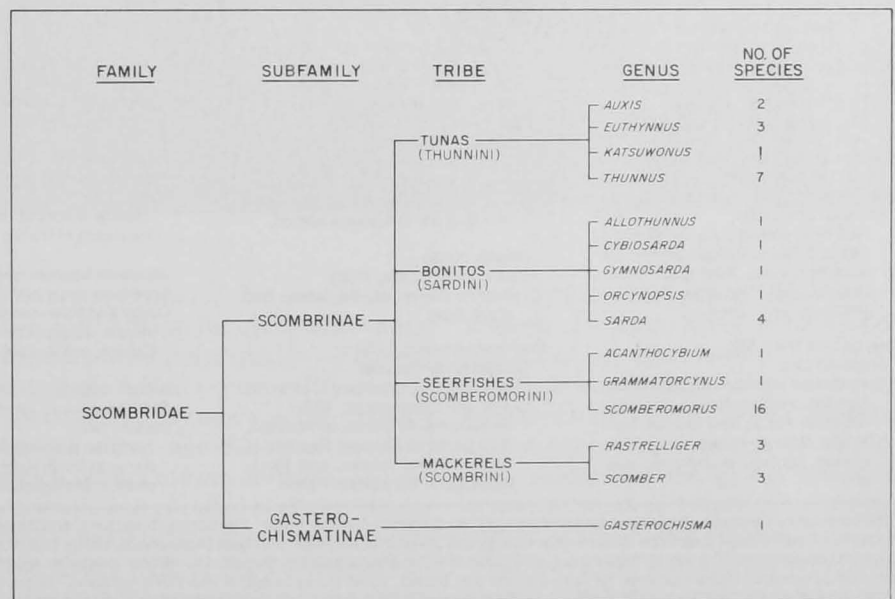 FAMILY SUBFAMILY TRIBE GENUS NO. OF SPECIES
AUXIS 2
EUTHYNNUS 3
TUNAS
(THUNNINI)
KATSUWONUS 1
THUNNUS 7
ALLOTHUNNUS 1
CYBIOSARDA 1
BONITOS
(SARDINI)
GYMNOSARDA 1
ORCYNOPSIS 1
SARDA 4
SCOMBRINAE
ACANTHOCYBIUM 1
SEERFISHES
(SCOMBEROMORINI)
GRAMMATORCYNUS 1
SCOMBEROMORUS 16
SCOMBRIDAE
RASTRELLIGER 3
MACKERELS
(SCOMBRINI)
SCOMBER 3
GASTERO-
CHISMATINAE
GASTEROCHISMA 1